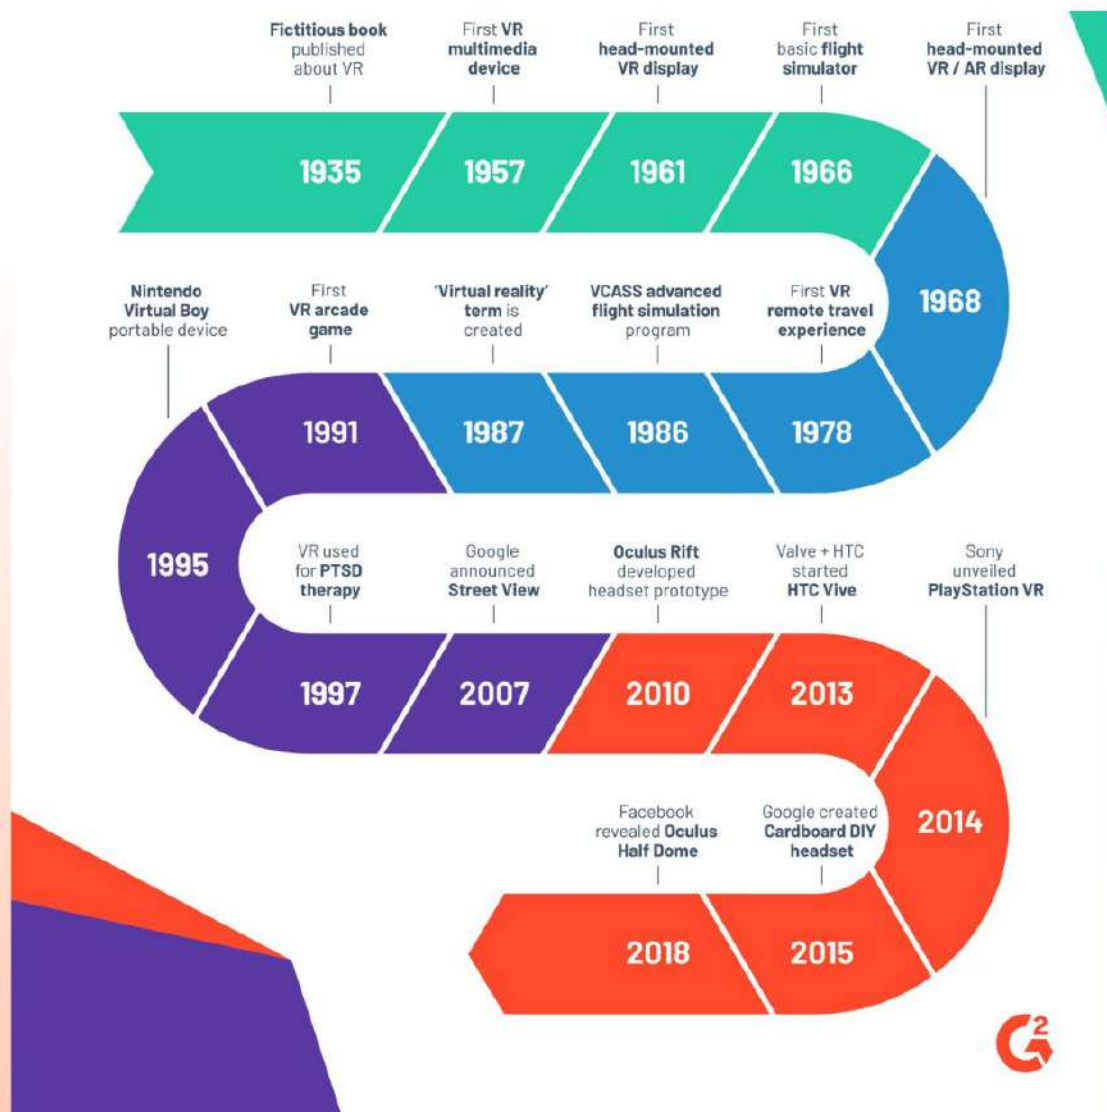 Fictitious book
published
about VR
First VR
multimedia
device
First
head-mounted
VR display
First
basic flight
simulator
First
head-mounted
VR / AR display
1935
1957
1961
1966
1968
First VR
remote travel
experience
VCASS advanced
flight simulation
program
'Virtual reality'
term is
created
First
VR arcade
game
Nintendo
Virtual Boy
portable device
1978
1986
1987
1991
1995
VR used
for PTSD
therapy
Google
announced
Street View
Oculus Rift
developed
headset prototype
Valve + HTC
started
HTC Vive
Sony
unveiled
PlayStation VR
1997
2007
2010
2013
2014
Google created
Cardboard DIY
headset
Facebook
revealed Oculus
Half Dome
2015
2018
G2